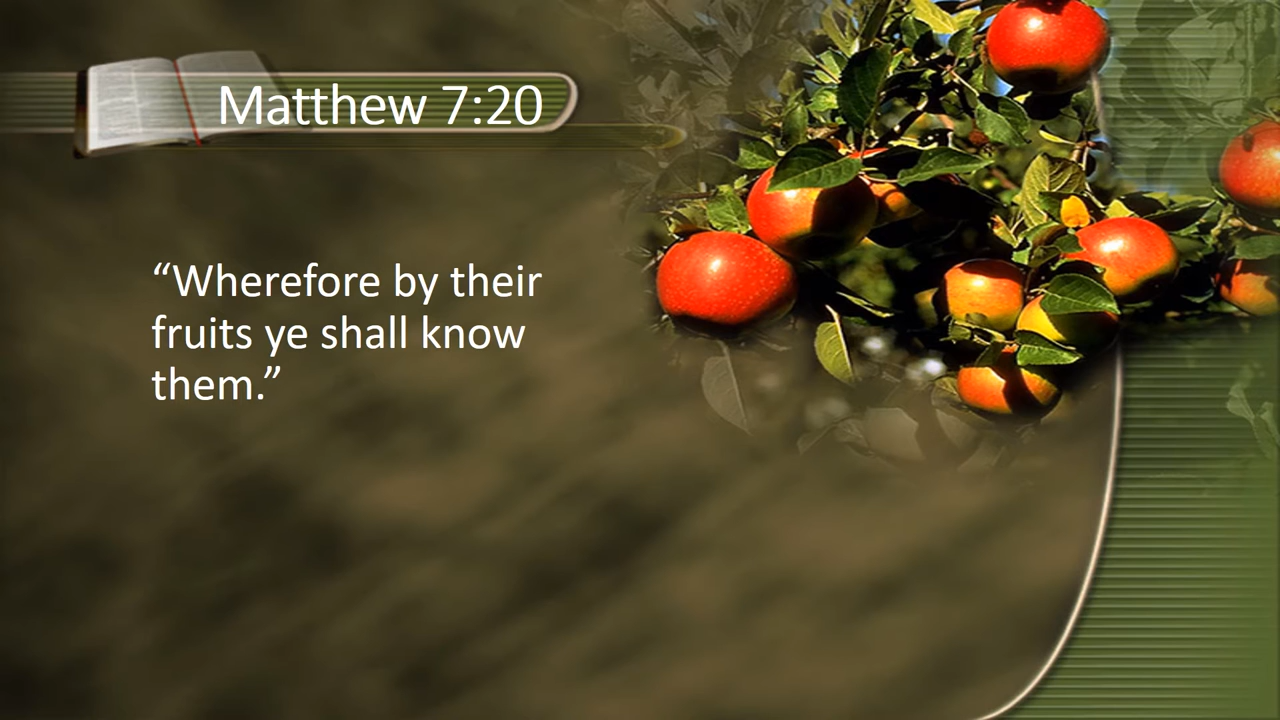 Matthew 7:20
“Wherefore by their
fruits ye shall know
them.”